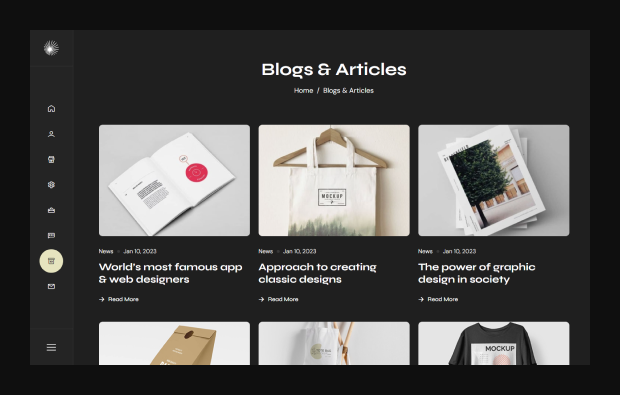 Blogs & Articles
Home / Blogs & Articles
MOCKUP
News Jan 10, 2023
News Jan 10, 2023
News Jan 10, 2023
World's most famous app
& web designers
Approach to creating
classic designs
The power of graphic
design in society
→ Read More
→ Read More
→ Read More
MOCKUP